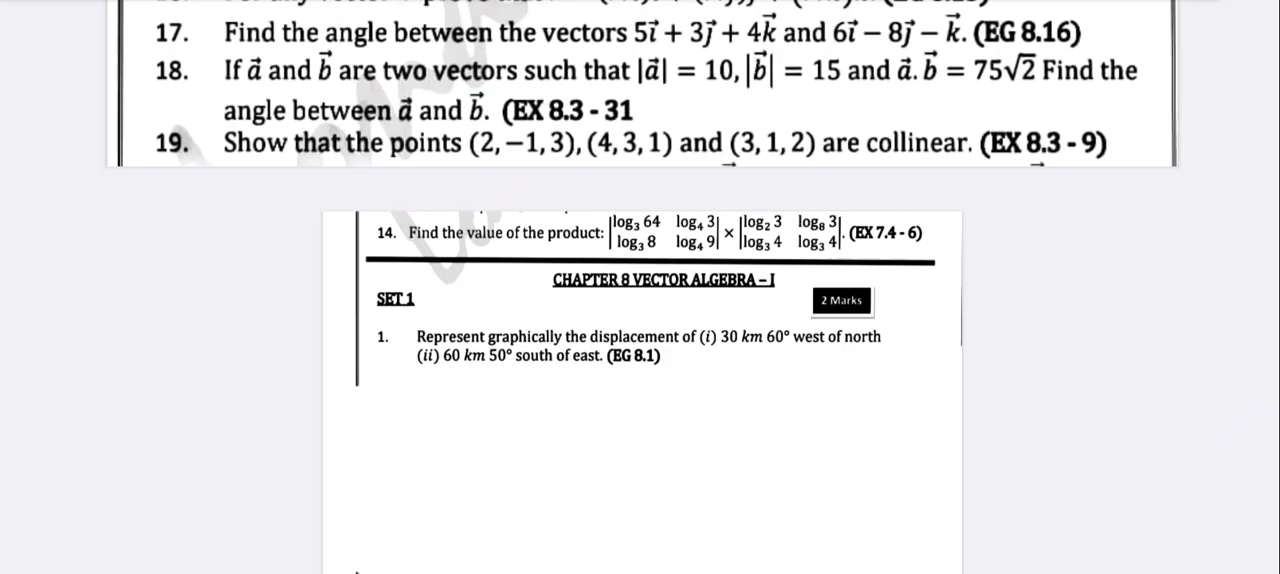 17. Find the angle between the vectors 5i⃗ + 3j⃗ + 4k⃗ and 6i⃗ − 8j⃗ − k⃗. (EG 8.16)
18. If a⃗ and b⃗ are two vectors such that |a⃗| = 10, |b⃗| = 15 and a⃗. b⃗ = 75√2 Find the
angle between a⃗ and b⃗. (EX 8.3 - 31
19. Show that the points (2, −1, 3), (4, 3, 1) and (3, 1, 2) are collinear. (EX 8.3 - 9)
14. Find the value of the product: |log₃ 64 log₄ 3| × |log₂ 3 log₈ 3|. (EX 7.4 - 6)
|log₃ 8 log₄ 9| |log₃ 4 log₃ 4|
CHAPTER 8 VECTOR ALGEBRA – I
SET 1
2 Marks
1. Represent graphically the displacement of (i) 30 km 60° west of north
(ii) 60 km 50° south of east. (EG 8.1)